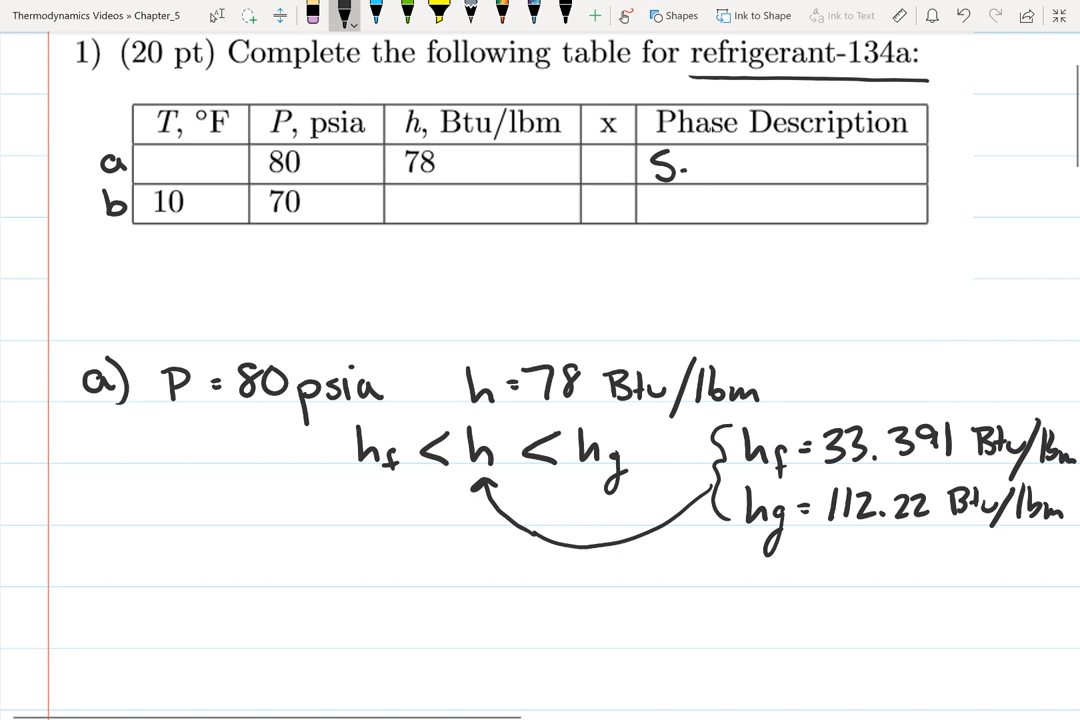 Thermodynamics Videos » Chapter_5 Shapes Ink to Shape Ink to Text
1) (20 pt) Complete the following table for refrigerant-134a:
T, °F P, psia h, Btu/lbm x Phase Description
a 80 78 S.
b 10 70
a) P = 80 psia h = 78 Btu/lbm
hf < h < hg { hf = 33.391 Btu/lbm
hg = 112.22 Btu/lbm